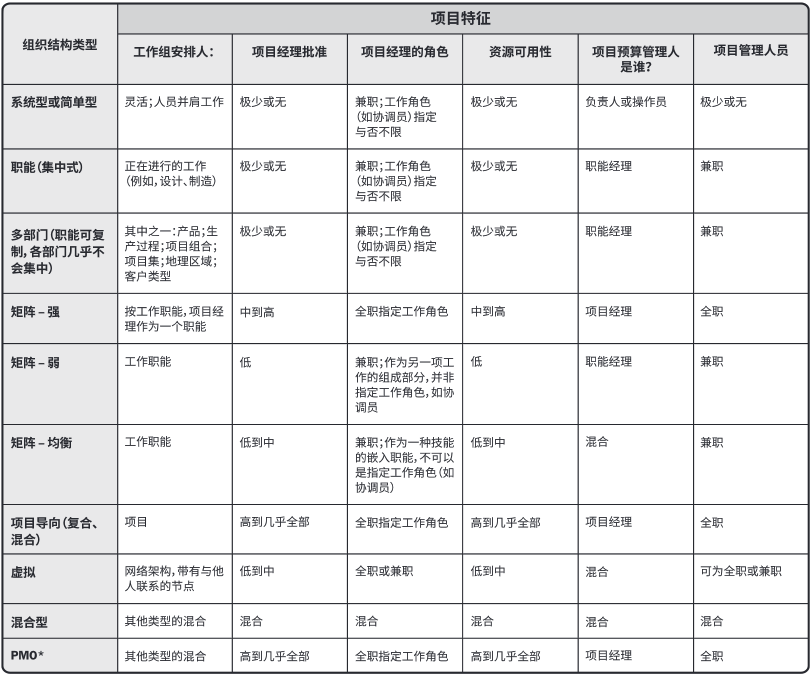 组织结构类型
项目特征
工作组安排人：
项目经理批准
项目经理的角色
资源可用性
项目预算管理人
是谁？
项目管理人员
系统型或简单型
灵活；人员并肩工作
极少或无
兼职；工作角色
（如协调员）指定
与否不限
极少或无
负责人或操作员
极少或无
职能（集中式）
正在进行的工作
（例如，设计、制造）
极少或无
兼职；工作角色
（如协调员）指定
与否不限
极少或无
职能经理
兼职
多部门（职能可复
制，各部门几乎不
会集中）
其中之一：产品；生
产过程；项目组合；
项目集；地理区域；
客户类型
极少或无
兼职；工作角色
（如协调员）指定
与否不限
极少或无
职能经理
兼职
矩阵 – 强
按工作职能，项目经
理作为一个职能
中到高
全职指定工作角色
中到高
项目经理
全职
矩阵 – 弱
工作职能
低
兼职；作为另一项工
作的组成部分，并非
指定工作角色，如协
调员
低
职能经理
兼职
矩阵 – 均衡
工作职能
低到中
兼职；作为一种技能
的嵌入职能，不可以
是指定工作角色（如
协调员）
低到中
混合
兼职
项目导向（复合、
混合）
项目
高到几乎全部
全职指定工作角色
高到几乎全部
项目经理
全职
虚拟
网络架构，带有与他
人联系的节点
低到中
全职或兼职
低到中
混合
可为全职或兼职
混合型
其他类型的混合
混合
混合
混合
混合
混合
PMO*
其他类型的混合
高到几乎全部
全职指定工作角色
高到几乎全部
项目经理
全职